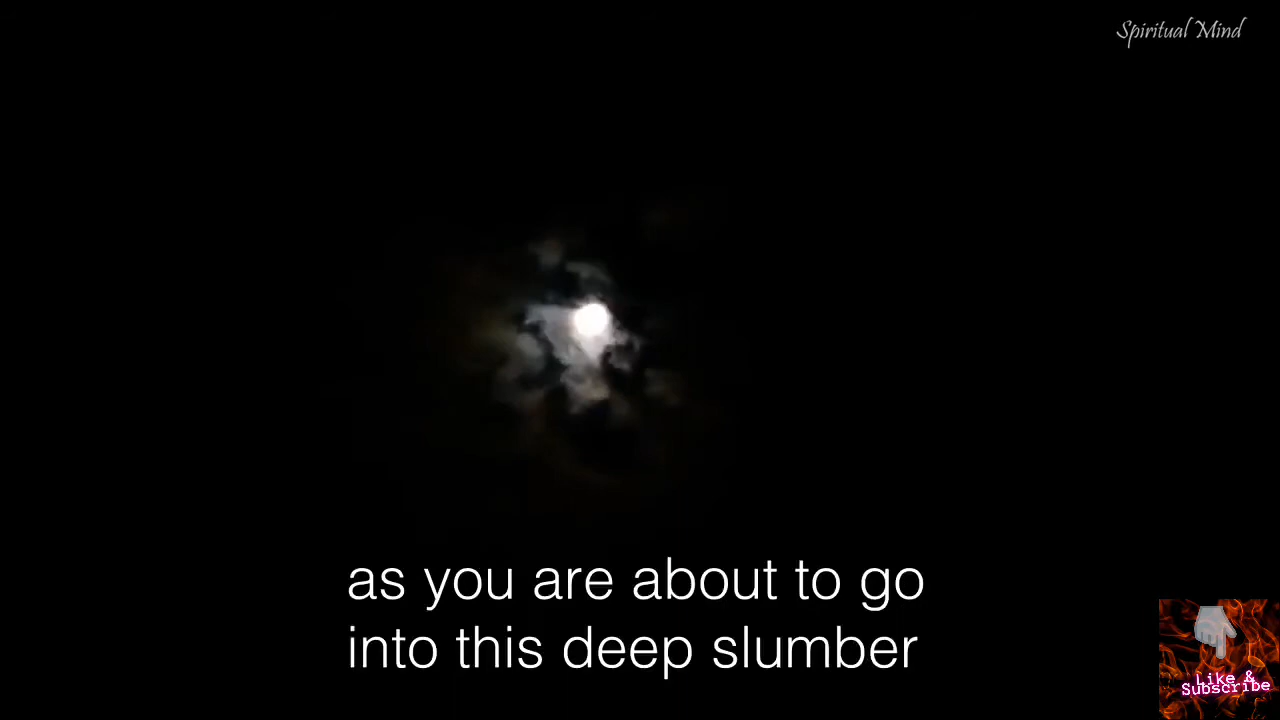 Spiritual Mind
as you are about to go
into this deep slumber
Like &
Subscribe